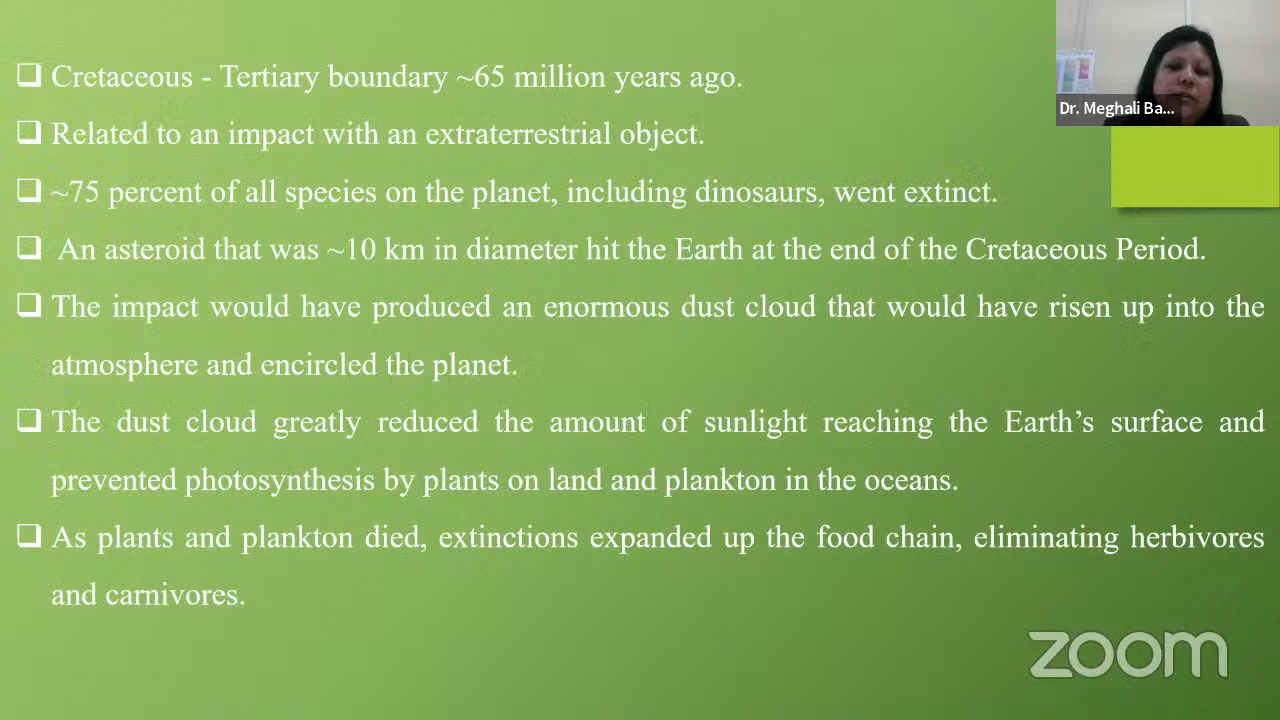 Cretaceous - Tertiary boundary ~65 million years ago.
Related to an impact with an extraterrestrial object.
~75 percent of all species on the planet, including dinosaurs, went extinct.
An asteroid that was ~10 km in diameter hit the Earth at the end of the Cretaceous Period.
The impact would have produced an enormous dust cloud that would have risen up into the
atmosphere and encircled the planet.
The dust cloud greatly reduced the amount of sunlight reaching the Earth’s surface and
prevented photosynthesis by plants on land and plankton in the oceans.
As plants and plankton died, extinctions expanded up the food chain, eliminating herbivores
and carnivores.
Dr. Meghali Ba...
zoom